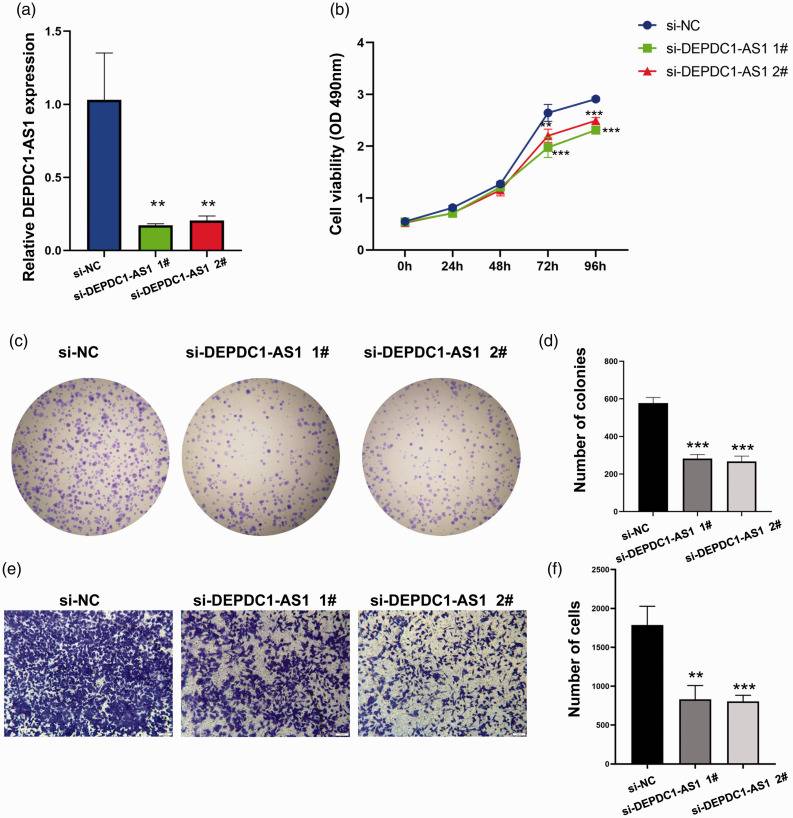 (a)
Relative DEPDC1-AS1 expression
1.5
1.0
0.5
0.0
**
**
si-NC
si-DEPDC1-AS1 1#
si-DEPDC1-AS1 2#
(b)
Cell viability (OD 490nm)
4
3
2
1
0
0h
24h
48h
72h
96h
**
***
***
***
si-NC
si-DEPDC1-AS1 1#
si-DEPDC1-AS1 2#
(c)
si-NC
si-DEPDC1-AS1 1#
si-DEPDC1-AS1 2#
(d)
Number of colonies
800
600
400
200
0
***
***
si-NC
si-DEPDC1-AS1 1#
si-DEPDC1-AS1 2#
(e)
si-NC
si-DEPDC1-AS1 1#
si-DEPDC1-AS1 2#
(f)
Number of cells
2500
2000
1500
1000
500
0
**
***
si-NC
si-DEPDC1-AS1 1#
si-DEPDC1-AS1 2#